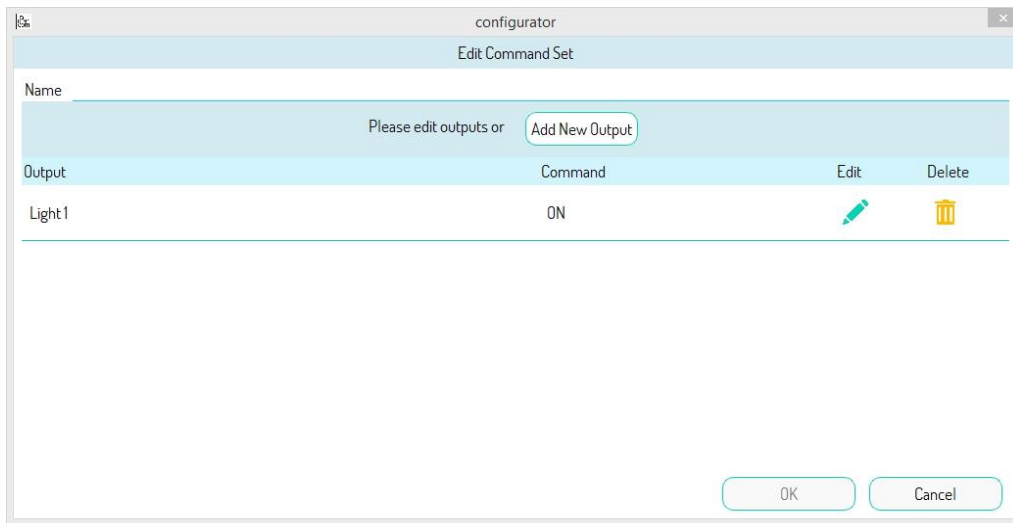 configurator
Edit Command Set
Name
Please edit outputs or Add New Output
Output Command Edit Delete
Light 1 ON
OK Cancel